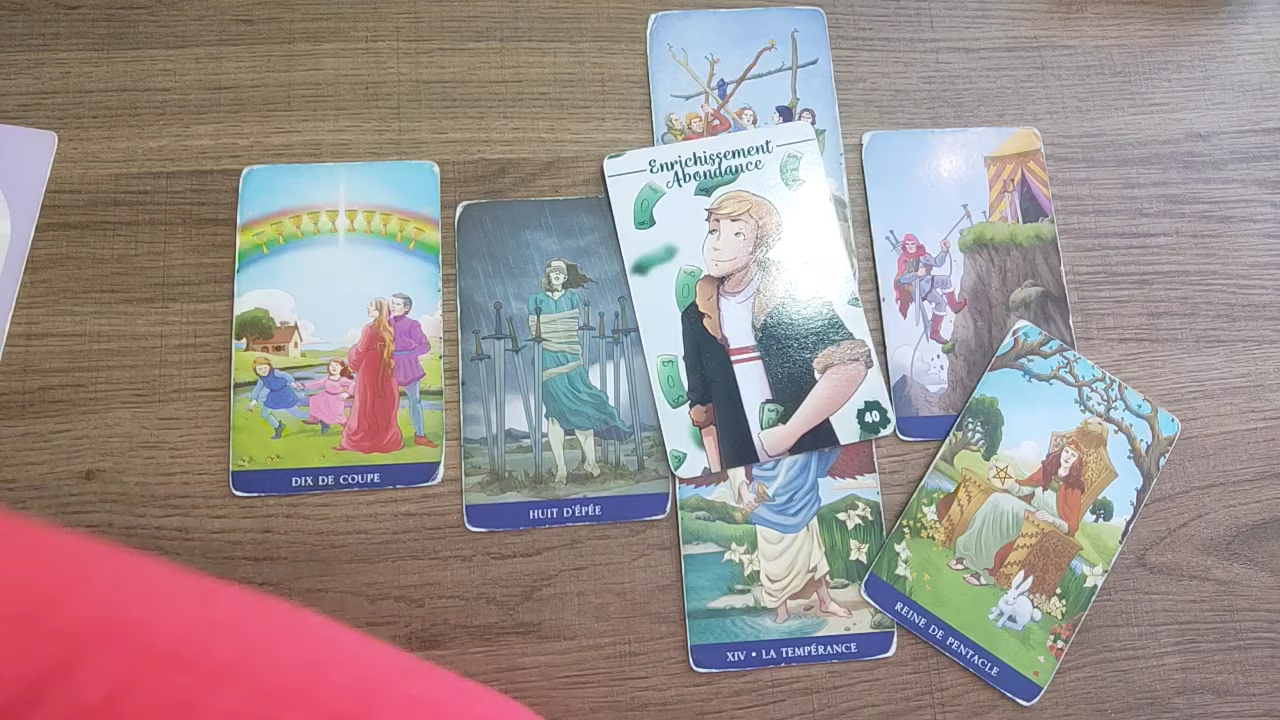 Enrichissement
Abondance
40
DIX DE COUPE
HUIT D'ÉPÉE
XIV • LA TEMPÉRANCE
REINE DE PENTACLE